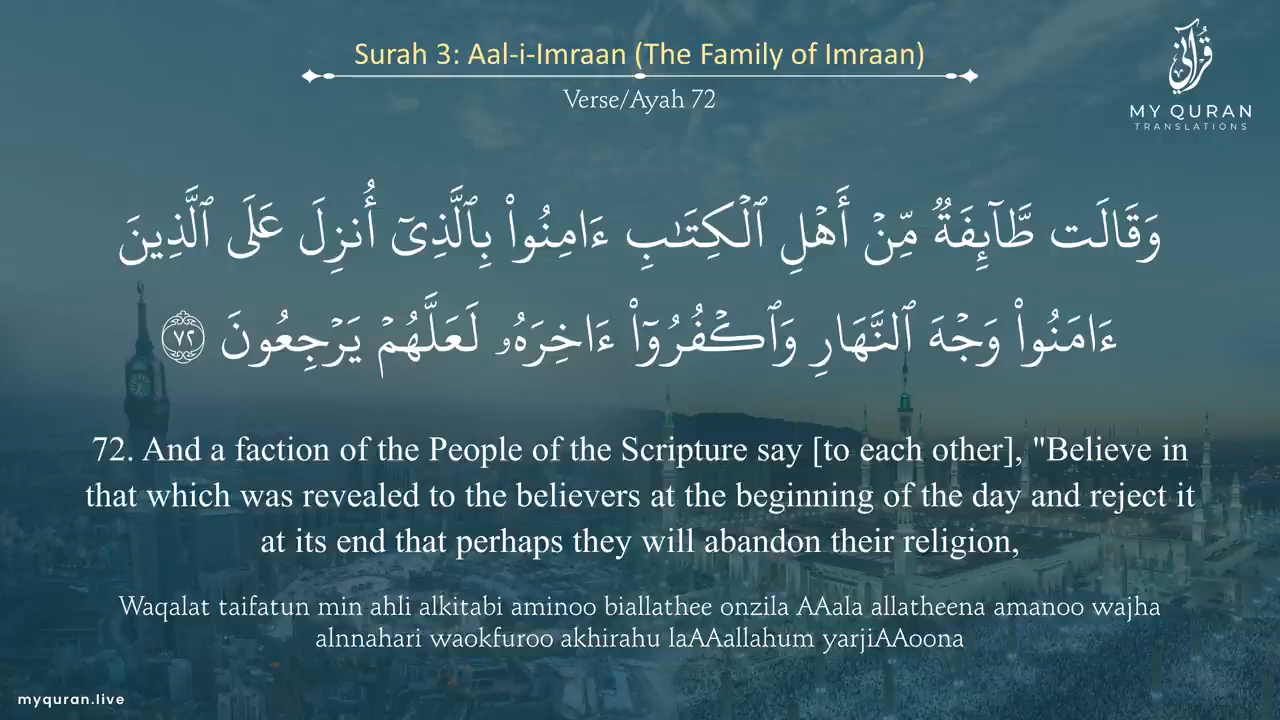 Surah 3: Aal-i-Imraan (The Family of Imraan)
Verse/Ayah 72
قرآني
MY QURAN
TRANSLATIONS
وَقَالَت طَّآئِفَةٌ مِّنْ أَهْلِ ٱلْكِتَـٰبِ ءَامِنُوا۟ بِٱلَّذِىٓ أُنزِلَ عَلَى ٱلَّذِينَ
ءَامَنُوا۟ وَجْهَ ٱلنَّهَارِ وَٱكْفُرُوٓا۟ ءَاخِرَهُۥ لَعَلَّهُمْ يَرْجِعُونَ ٧٢
72. And a faction of the People of the Scripture say [to each other], "Believe in
that which was revealed to the believers at the beginning of the day and reject it
at its end that perhaps they will abandon their religion,
Waqalat taifatun min ahli alkitabi aminoo biallathee onzila AAala allatheena amanoo wajha
alnnahari waokfuroo akhirahu laAAallahum yarjiAAoona
myquran.live